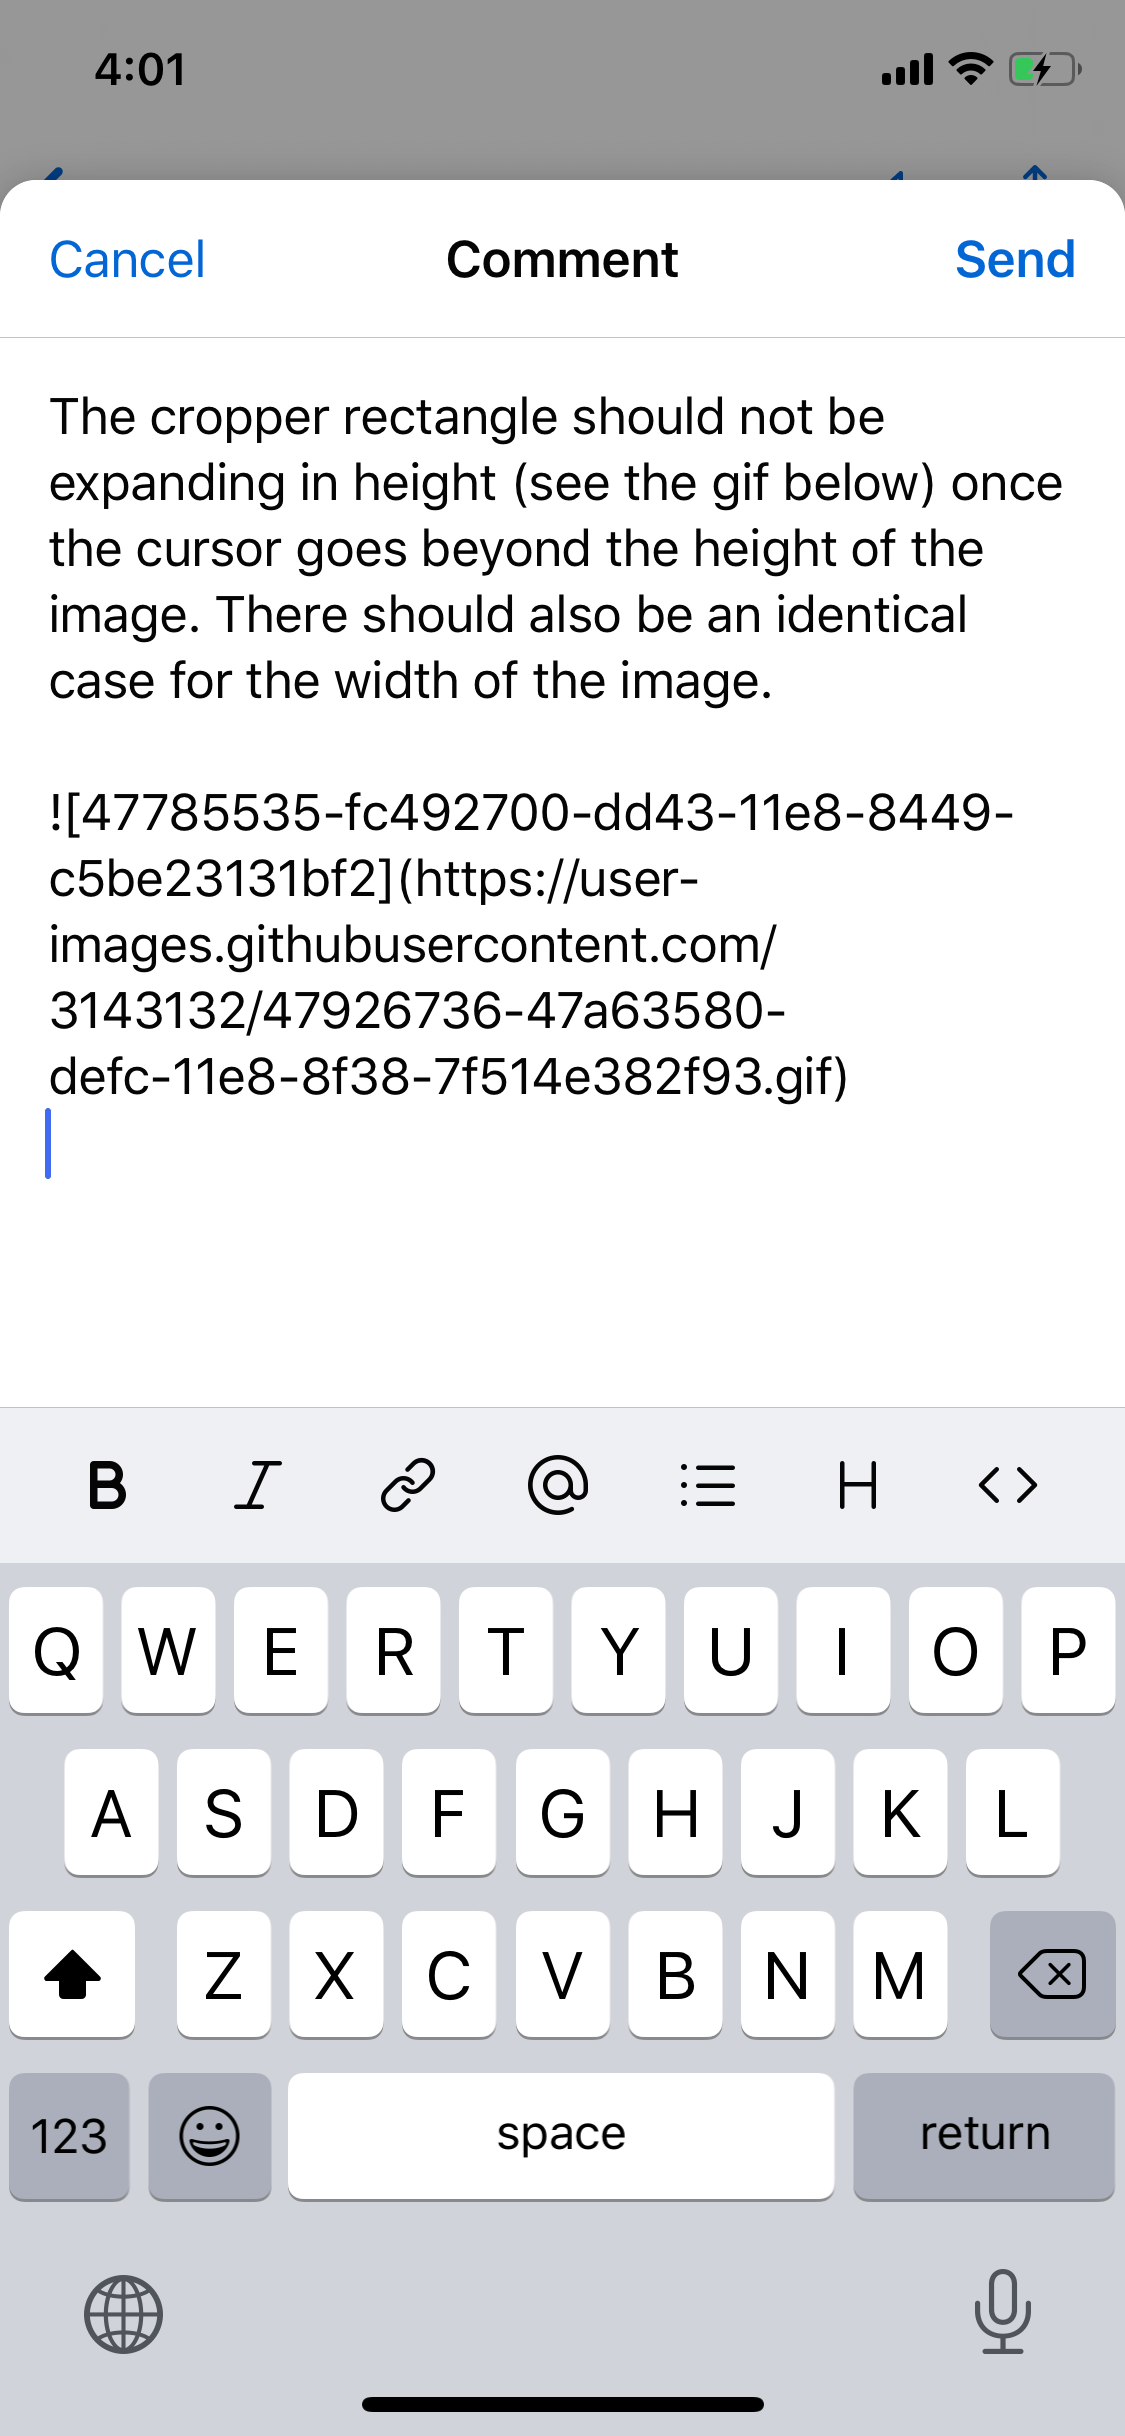 4:01
Cancel
Comment
Send
The cropper rectangle should not be
expanding in height (see the gif below) once
the cursor goes beyond the height of the
image. There should also be an identical
case for the width of the image.
![47785535-fc492700-dd43-11e8-8449-
c5be23131bf2](https://user-
images.githubusercontent.com/
3143132/47926736-47a63580-
defc-11e8-8f38-7f514e382f93.gif)
B I @ H <>
Q W E R T Y U I O P
A S D F G H J K L
Z X C V B N M
123 space return